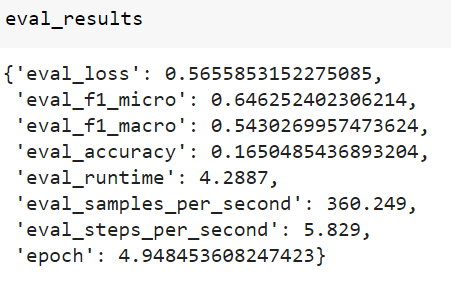 eval_results
{'eval_loss': 0.5655853152275085,
'eval_f1_micro': 0.646252402306214,
'eval_f1_macro': 0.5430269957473624,
'eval_accuracy': 0.1650485436893204,
'eval_runtime': 4.2887,
'eval_samples_per_second': 360.249,
'eval_steps_per_second': 5.829,
'epoch': 4.948453608247423}